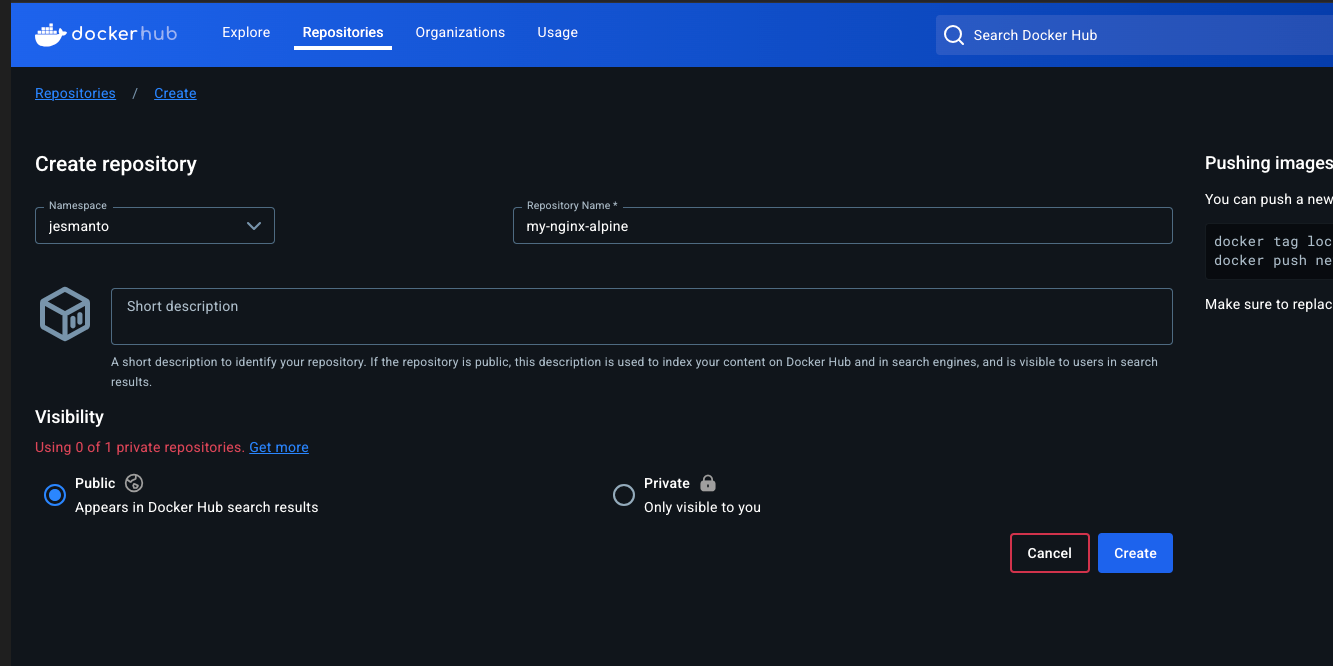 dockerhub Explore Repositories Organizations Usage Search Docker Hub
Repositories / Create
Create repository
Pushing images
Namespace
jesmanto
Repository Name *
my-nginx-alpine
You can push a new
docker tag loc
docker push ne
Make sure to replac
Short description
A short description to identify your repository. If the repository is public, this description is used to index your content on Docker Hub and in search engines, and is visible to users in search
results.
Visibility
Using 0 of 1 private repositories. Get more
Public
Appears in Docker Hub search results
Private
Only visible to you
Cancel Create